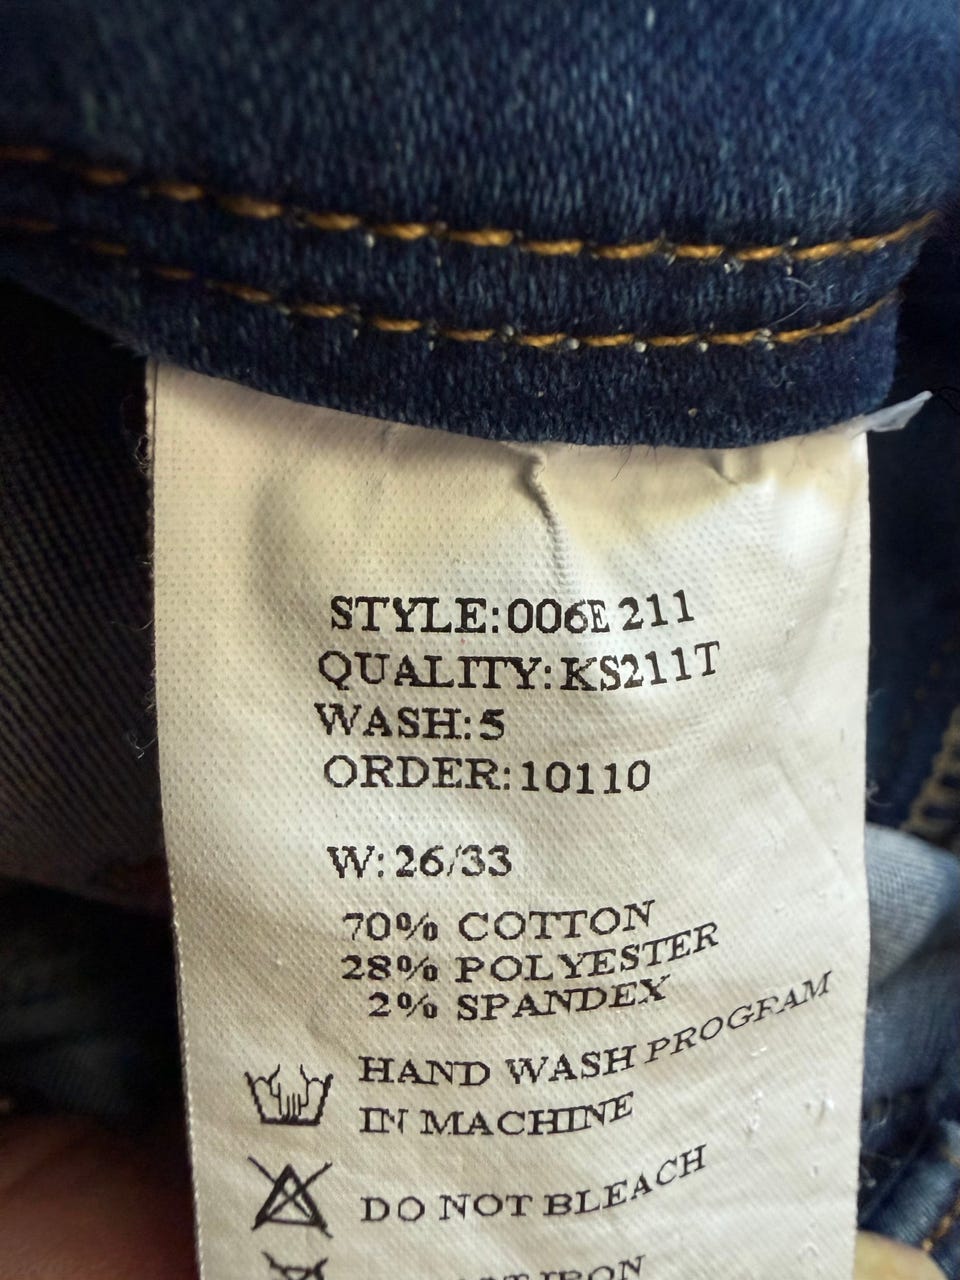 STYLE:006E 211
QUALITY:KS211T
WASH:5
ORDER:10110
W:26/33
70% COTTON
28% POLYESTER
2% SPANDEX
HAND WASH PROGRAM
IN MACHINE
DO NOT BLEACH
IRON